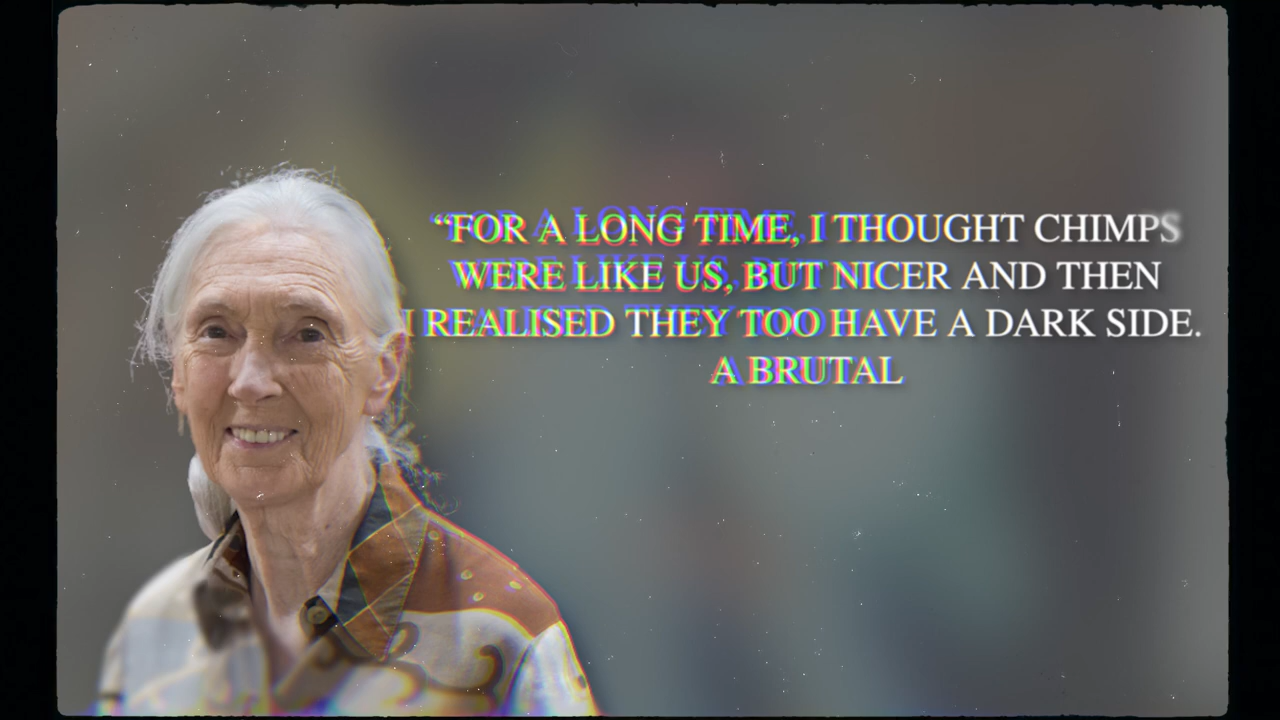 “FOR A LONG TIME, I THOUGHT CHIMPS
WERE LIKE US, BUT NICER AND THEN
I REALISED THEY TOO HAVE A DARK SIDE.
A BRUTAL